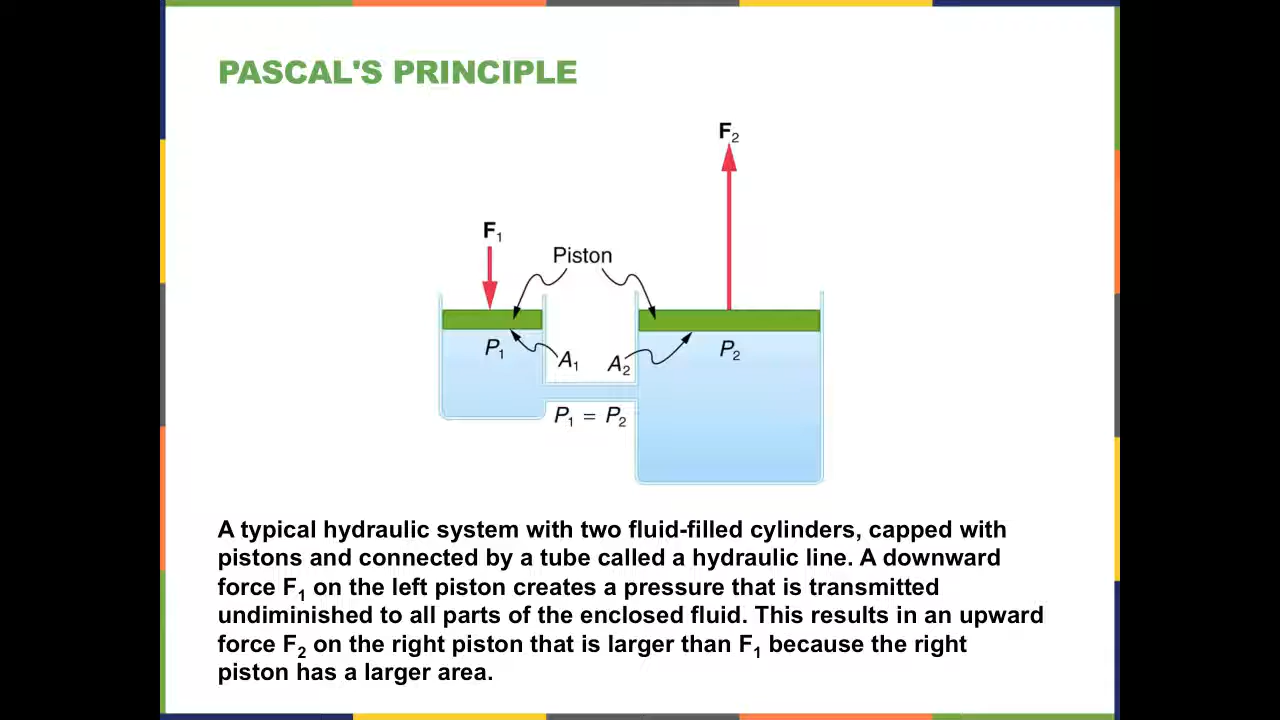 PASCAL'S PRINCIPLE
F2
F1
Piston
P1
A1
A2
P2
P1 = P2
A typical hydraulic system with two fluid-filled cylinders, capped with
pistons and connected by a tube called a hydraulic line. A downward
force F1 on the left piston creates a pressure that is transmitted
undiminished to all parts of the enclosed fluid. This results in an upward
force F2 on the right piston that is larger than F1 because the right
piston has a larger area.